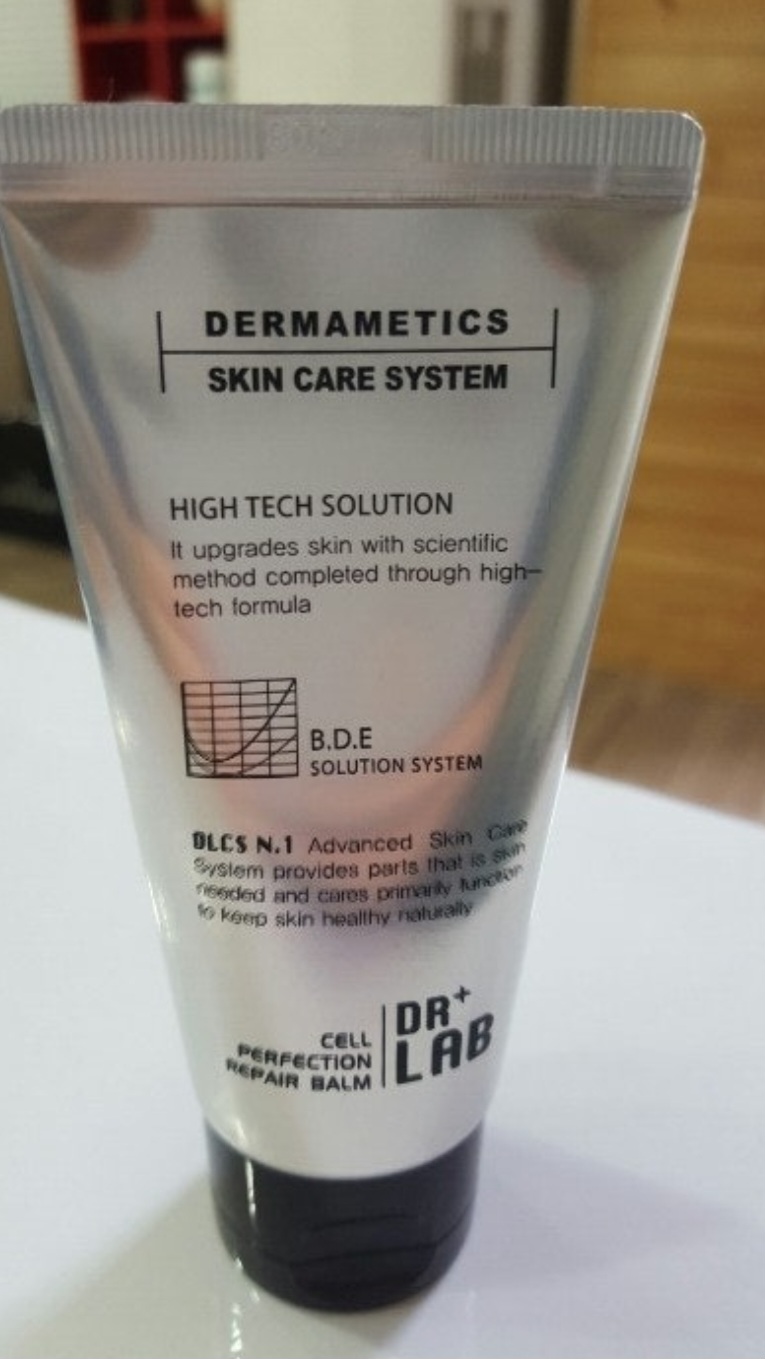 DERMAMETICS
SKIN CARE SYSTEM
HIGH TECH SOLUTION
It upgrades skin with scientific
method completed through high-
tech formula
B.D.E
SOLUTION SYSTEM
DLCS N.1 Advanced Skin Care
System provides parts that is skin
needed and cares primarily function
to keep skin healthy naturally
CELL
PERFECTION
REPAIR BALM
DR+
LAB